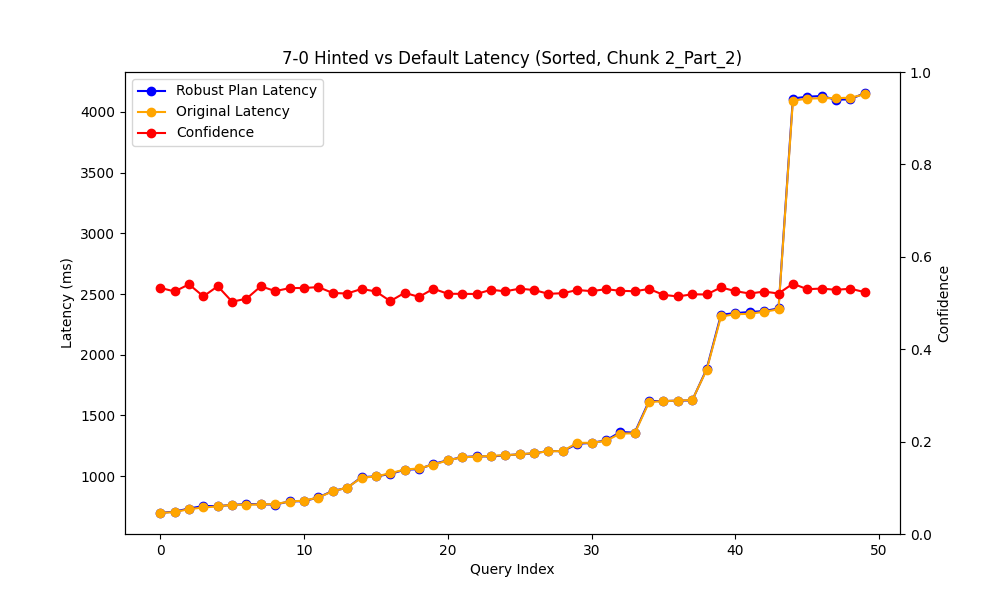 7-0 Hinted vs Default Latency (Sorted, Chunk 2_Part_2)
Robust Plan Latency
Original Latency
Confidence
Latency (ms)
4000
3500
3000
2500
2000
1500
1000
1.0
0.8
0.6
0.4
0.2
0.0
Confidence
0 10 20 30 40 50
Query Index